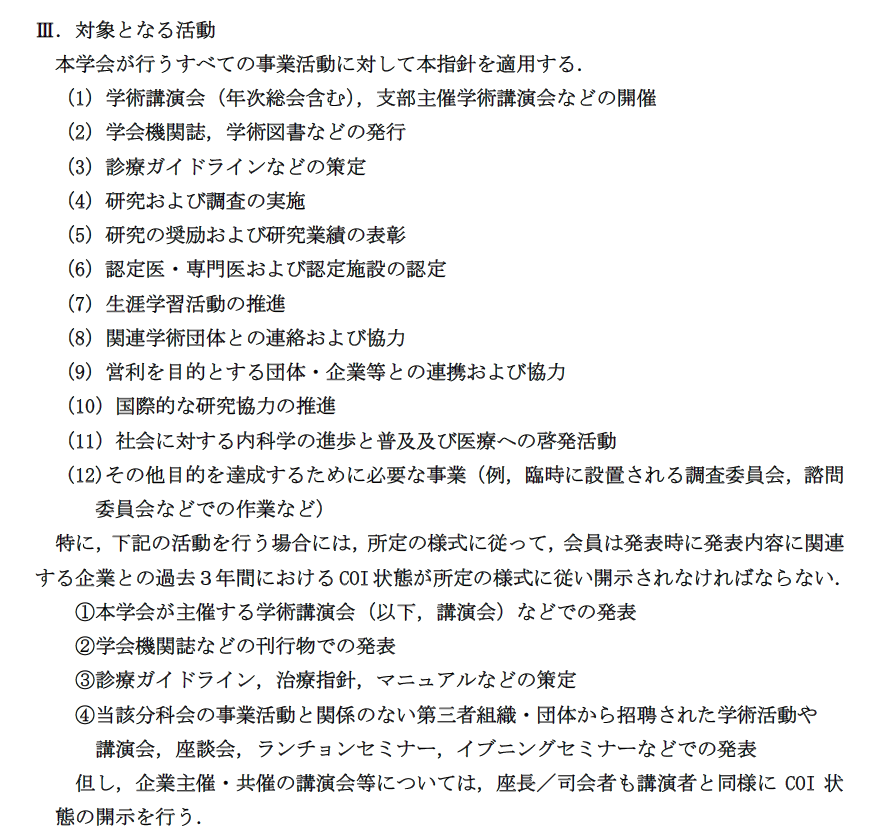 Ⅲ．対象となる活動
本学会が行うすべての事業活動に対して本指針を適用する．
(1) 学術講演会（年次総会含む），支部主催学術講演会などの開催
(2) 学会機関誌，学術図書などの発行
(3) 診療ガイドラインなどの策定
(4) 研究および調査の実施
(5) 研究の奨励および研究業績の表彰
(6) 認定医・専門医および認定施設の認定
(7) 生涯学習活動の推進
(8) 関連学術団体との連絡および協力
(9) 営利を目的とする団体・企業等との連携および協力
(10) 国際的な研究協力の推進
(11) 社会に対する内科学の進歩と普及及び医療への啓発活動
(12)その他目的を達成するために必要な事業（例，臨時に設置される調査委員会，諮問
委員会などでの作業など）
特に，下記の活動を行う場合には，所定の様式に従って，会員は発表時に発表内容に関連
する企業との過去３年間における COI 状態が所定の様式に従い開示されなければならない．
①本学会が主催する学術講演会（以下，講演会）などでの発表
②学会機関誌などの刊行物での発表
③診療ガイドライン，治療指針，マニュアルなどの策定
④当該分科会の事業活動と関係のない第三者組織・団体から招聘された学術活動や
講演会，座談会，ランチョンセミナー，イブニングセミナーなどでの発表
但し，企業主催・共催の講演会等については，座長／司会者も講演者と同様に COI 状
態の開示を行う．